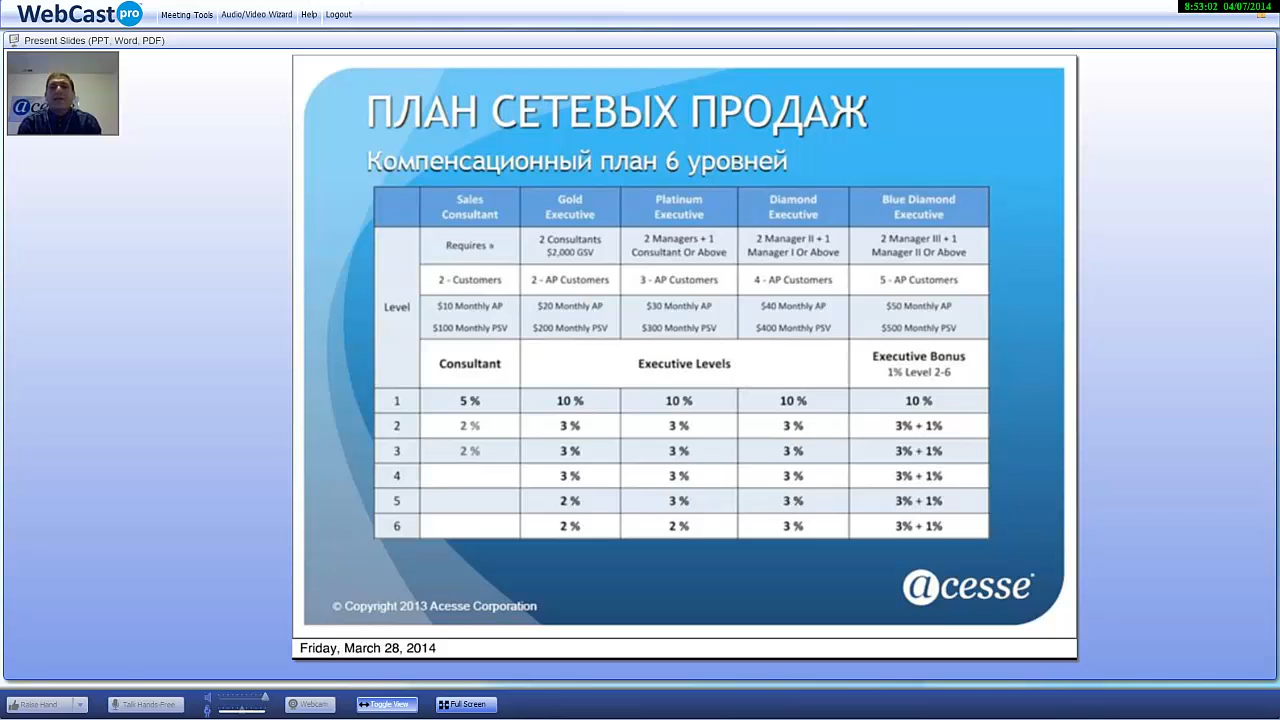 WebCast pro
Meeting Tools Audio/Video Wizard Help Logout
8:53:02 04/07/2014
Present Slides (PPT, Word, PDF)
acesse
ПЛАН СЕТЕВЫХ ПРОДАЖ
Компенсационный план 6 уровней
Sales Consultant Gold Executive Platinum Executive Diamond Executive Blue Diamond Executive
Requires » 2 Consultants $2,000 GSV 2 Managers + 1 Consultant Or Above 2 Manager II + 1 Manager I Or Above 2 Manager III + 1 Manager II Or Above
2 - Customers 2 - AP Customers 3 - AP Customers 4 - AP Customers 5 - AP Customers
Level $10 Monthly AP $20 Monthly AP $30 Monthly AP $40 Monthly AP $50 Monthly AP
$100 Monthly PSV $200 Monthly PSV $300 Monthly PSV $400 Monthly PSV $500 Monthly PSV
Consultant Executive Levels Executive Bonus 1% Level 2-6
1 5 % 10 % 10 % 10 % 10 %
2 2 % 3 % 3 % 3 % 3% + 1%
3 2 % 3 % 3 % 3 % 3% + 1%
4 3 % 3 % 3 % 3% + 1%
5 2 % 3 % 3 % 3% + 1%
6 2 % 2 % 3 % 3% + 1%
acesse
© Copyright 2013 Acesse Corporation
Friday, March 28, 2014
Raise Hand Talk Hands-Free Webcam Toggle View Full Screen